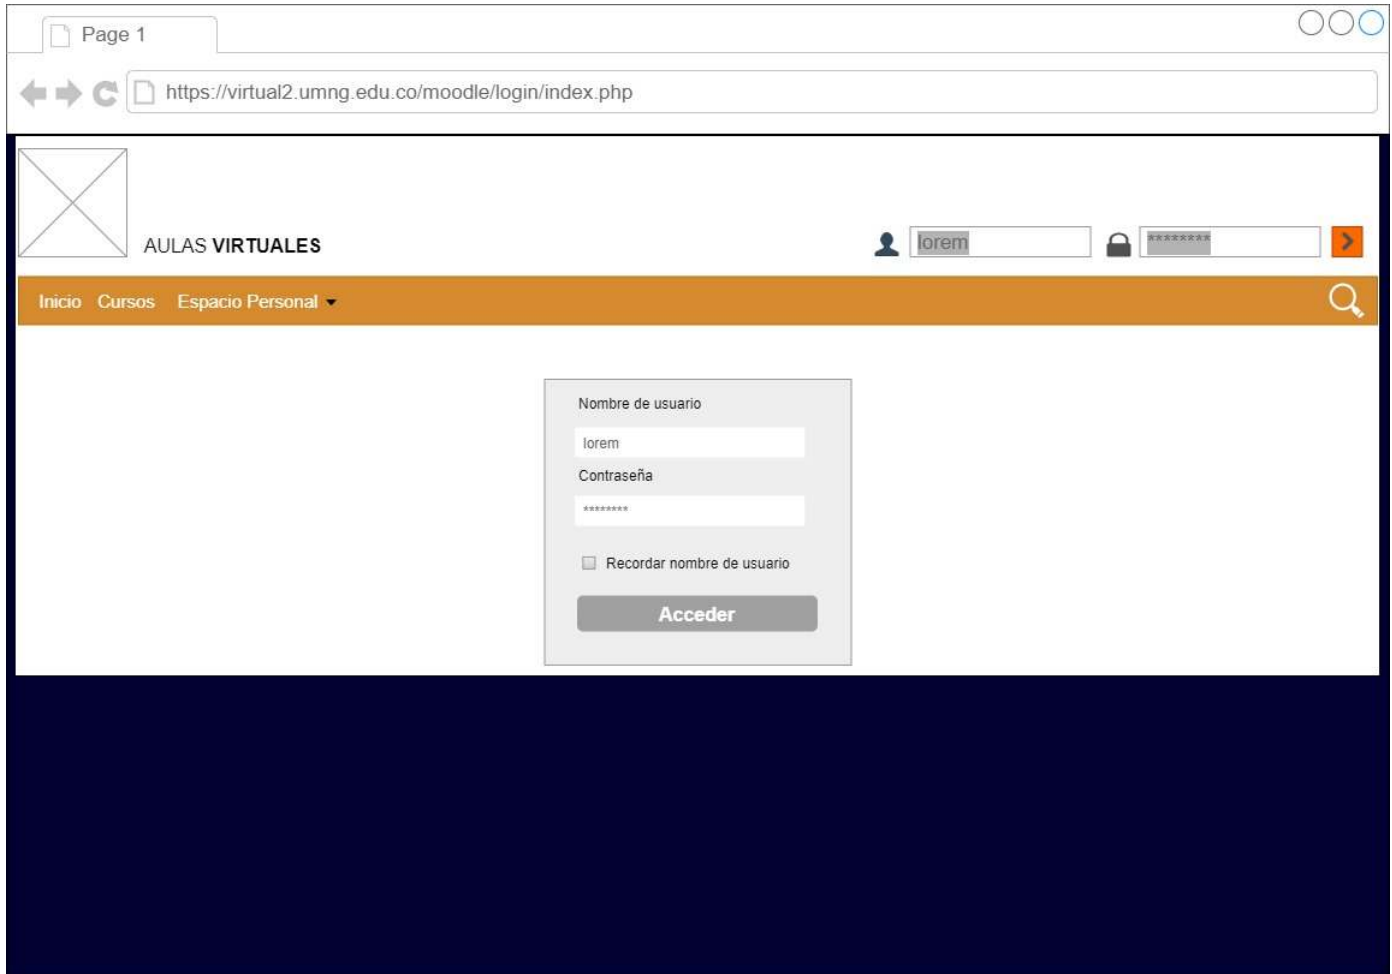 Page 1
https://virtual2.umng.edu.co/moodle/login/index.php
AULAS VIRTUALES
lorem
********
Inicio Cursos Espacio Personal
Nombre de usuario
lorem
Contraseña
********
Recordar nombre de usuario
Acceder